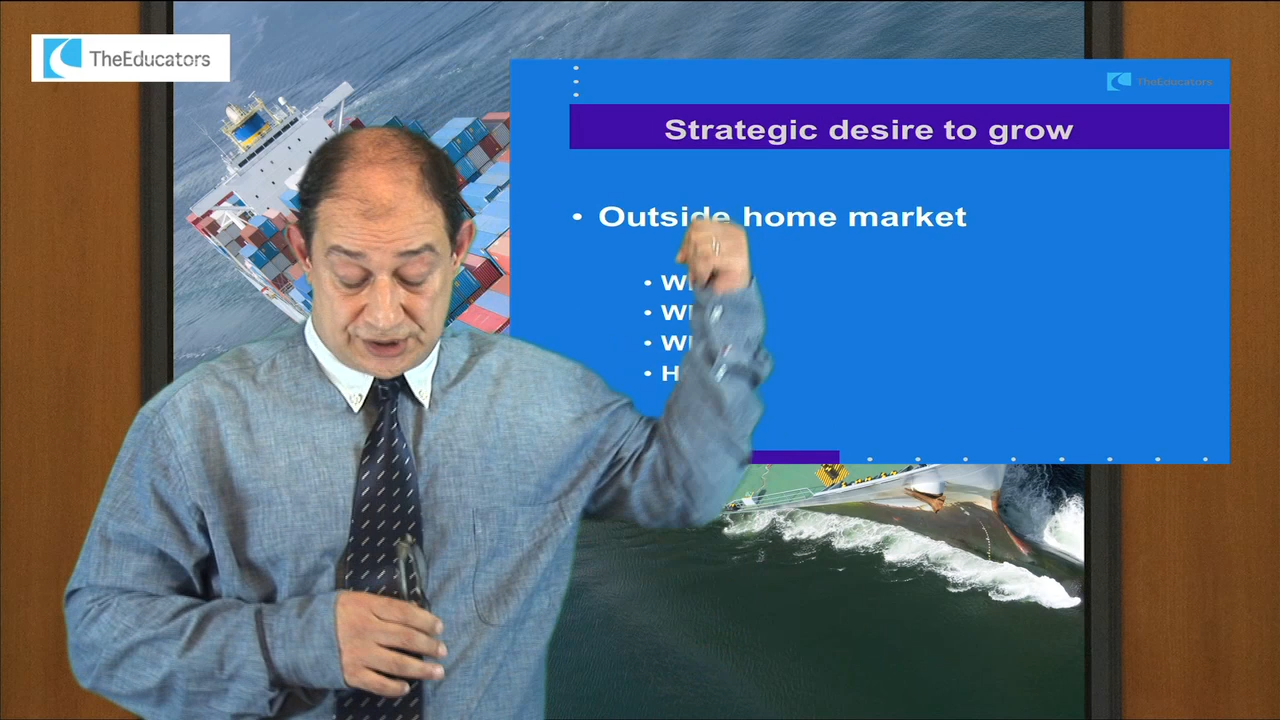 TheEducators
TheEducators
Strategic desire to grow
• Outside home market